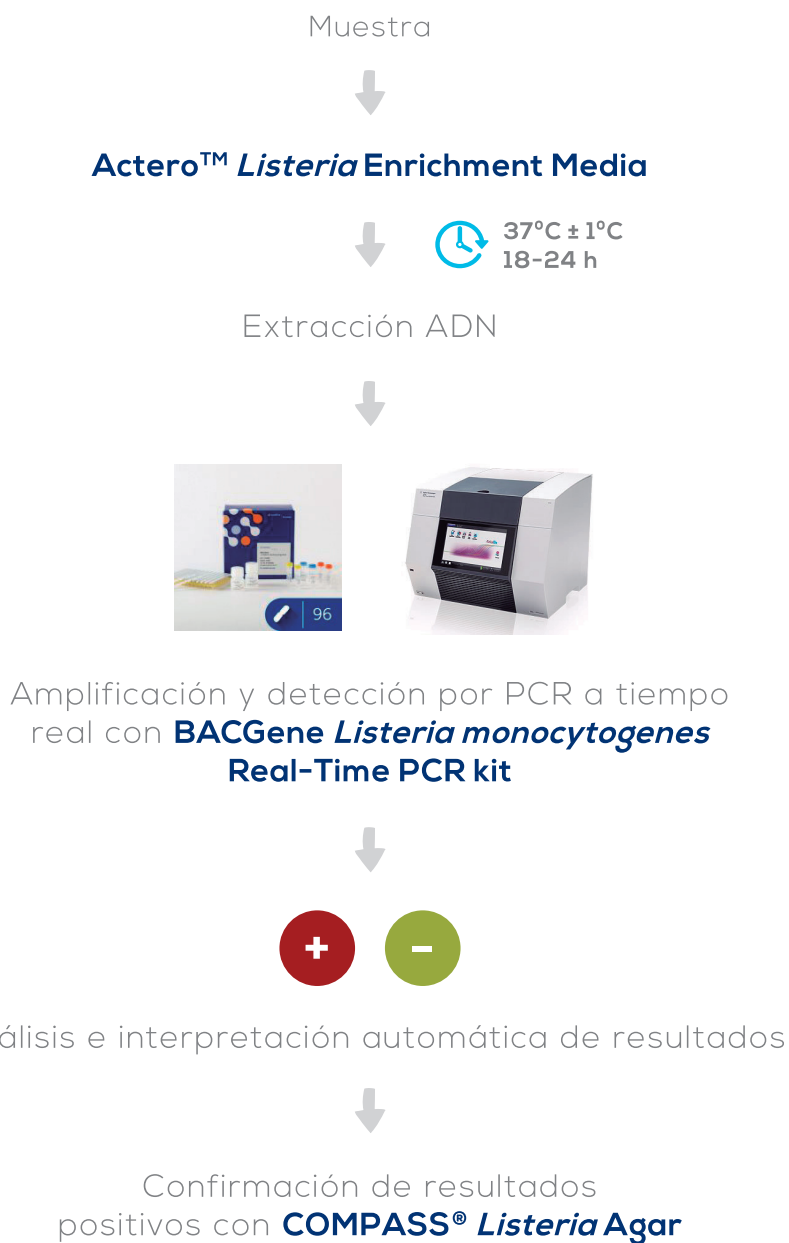 Muestra
Actero™ Listeria Enrichment Media
37°C ± 1°C
18-24 h
Extracción ADN
96
Amplificación y detección por PCR a tiempo
real con BACGene Listeria monocytogenes
Real-Time PCR kit
+ -
álisis e interpretación automática de resultados
Confirmación de resultados
positivos con COMPASS® Listeria Agar